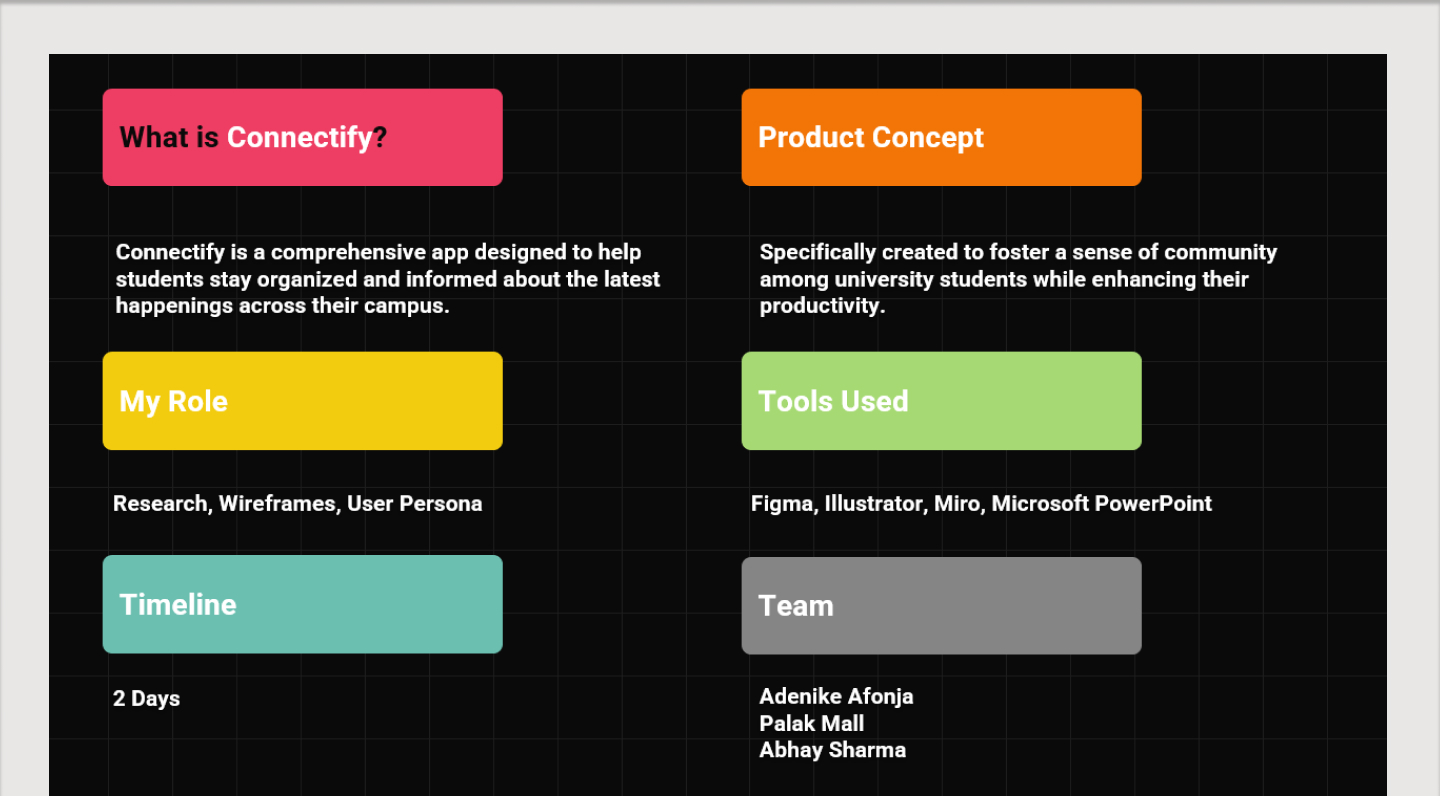 What is Connectify?
Connectify is a comprehensive app designed to help
students stay organized and informed about the latest
happenings across their campus.
Product Concept
Specifically created to foster a sense of community
among university students while enhancing their
productivity.
My Role
Research, Wireframes, User Persona
Tools Used
Figma, Illustrator, Miro, Microsoft PowerPoint
Timeline
2 Days
Team
Adenike Afonja
Palak Mall
Abhay Sharma